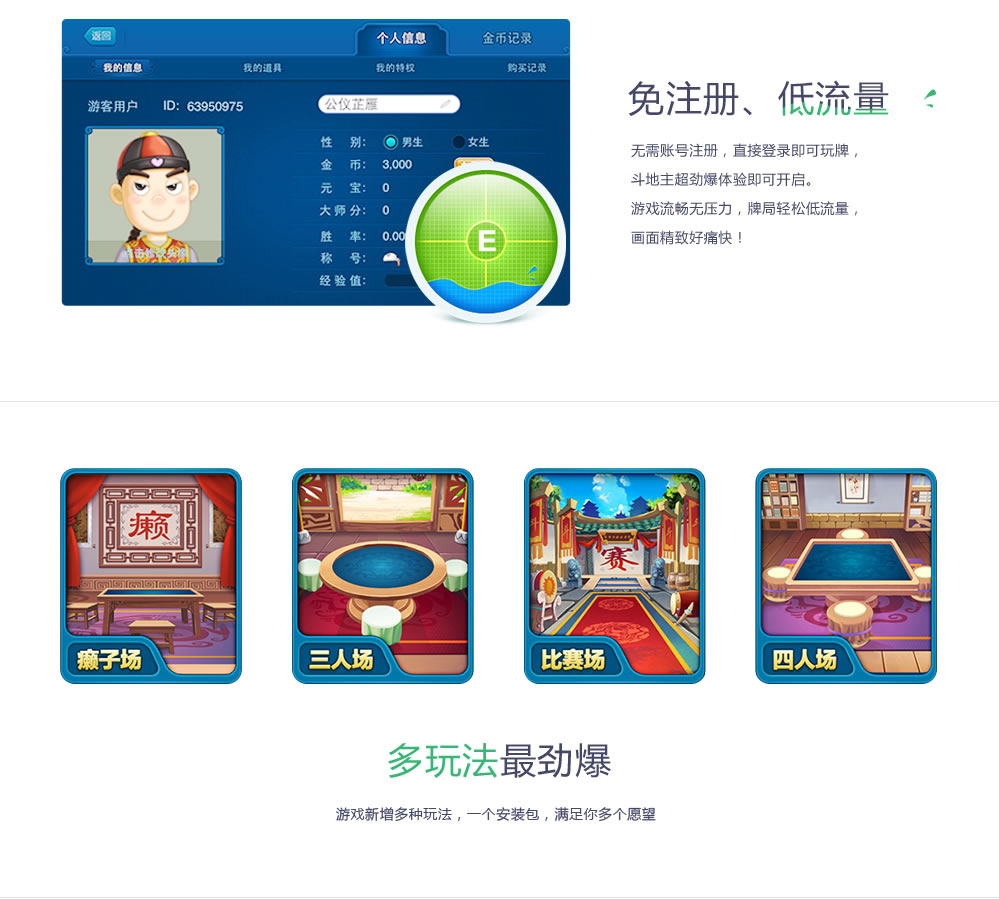 返回
个人信息
金币记录
我的信息
我的道具
我的特权
购买记录
游客用户 ID: 63950975
公仪芷雁
性 别: 男生 女生
金 币: 3,000
元 宝: 0
大师分: 0
胜 率: 0.00
称 号:
经验值:
点击修改头像
E
免注册、低流量
无需账号注册，直接登录即可玩牌，
斗地主超劲爆体验即可开启。
游戏流畅无压力，牌局轻松低流量，
画面精致好痛快！
癞
赛
癞子场
三人场
比赛场
四人场
多玩法最劲爆
游戏新增多种玩法，一个安装包，满足你多个愿望